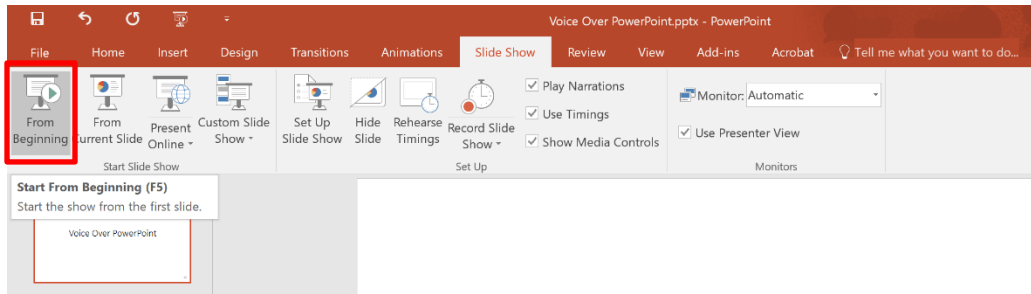 Voice Over PowerPoint.pptx - PowerPoint
File Home Insert Design Transitions Animations Slide Show Review View Add-ins Acrobat Tell me what you want to do...
From Beginning
From Current Slide
Present Online
Custom Slide Show
Start Slide Show
Set Up Slide Show
Hide Slide
Rehearse Timings
Record Slide Show
Play Narrations
Use Timings
Show Media Controls
Set Up
Monitor: Automatic
Use Presenter View
Monitors
Start From Beginning (F5)
Start the show from the first slide.
Voice Over PowerPoint